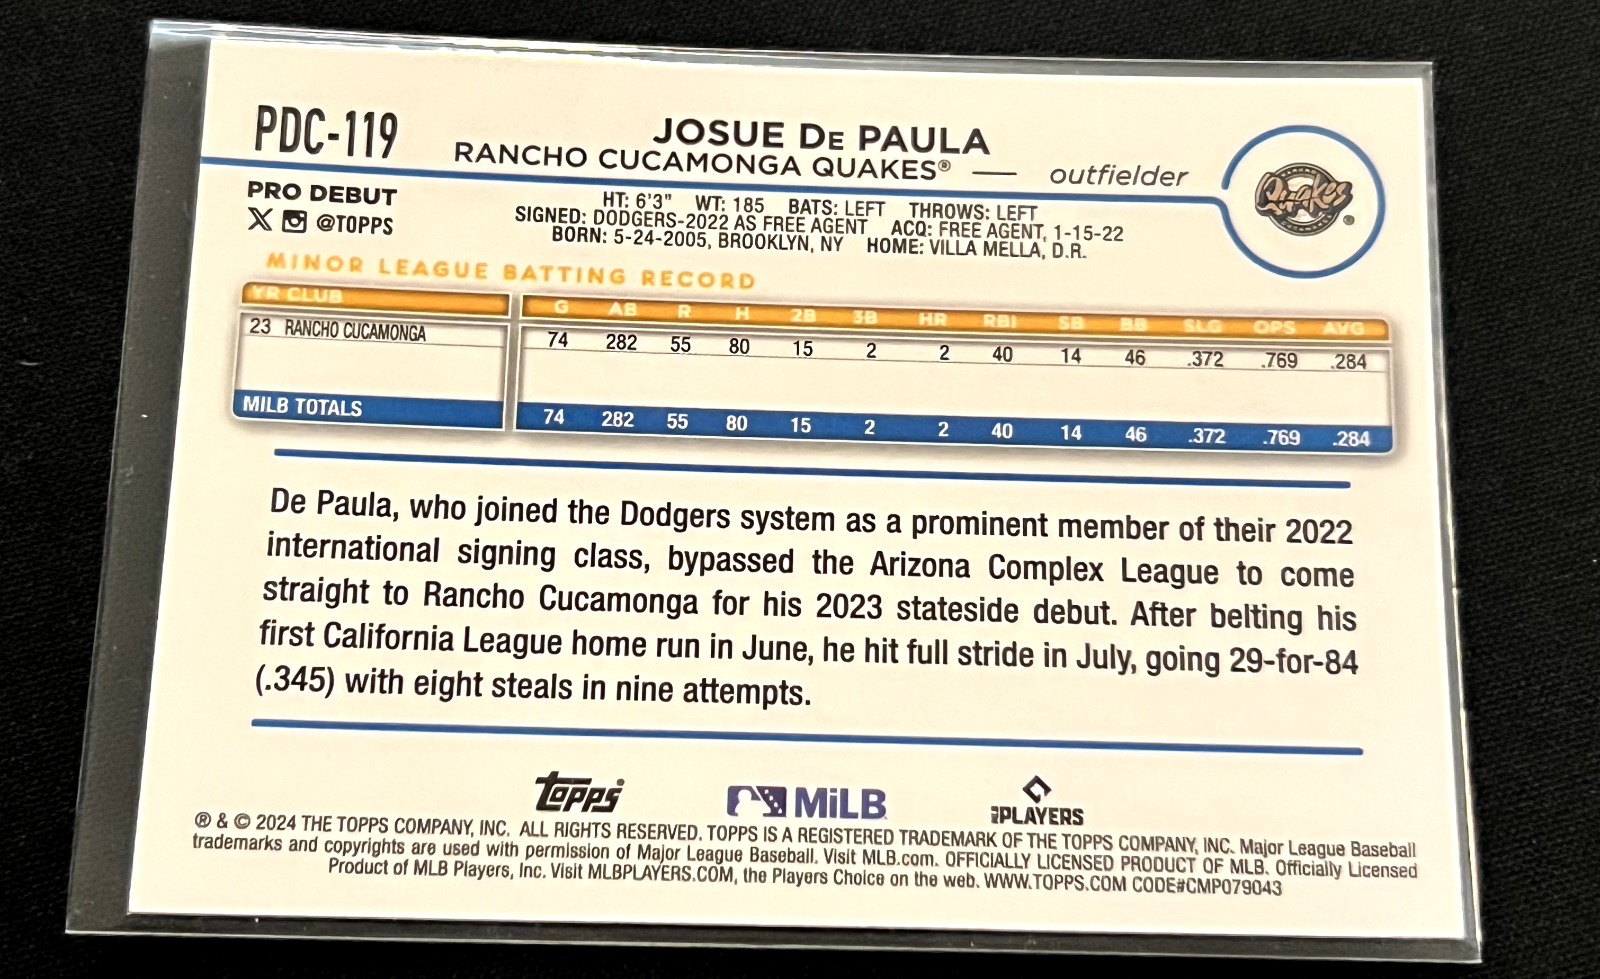 PDC-119
JOSUE DE PAULA
RANCHO CUCAMONGA QUAKES® — outfielder
Quakes®
PRO DEBUT
X @TOPPS
HT: 6'3" WT: 185 BATS: LEFT THROWS: LEFT
SIGNED: DODGERS-2022 AS FREE AGENT ACQ: FREE AGENT, 1-15-22
BORN: 5-24-2005, BROOKLYN, NY HOME: VILLA MELLA, D.R.
MINOR LEAGUE BATTING RECORD
YR CLUB G AB R H 2B 3B HR RBI SB BB SLG OPS AVG
23 RANCHO CUCAMONGA 74 282 55 80 15 2 2 40 14 46 .372 .769 .284
MILB TOTALS 74 282 55 80 15 2 2 40 14 46 .372 .769 .284
De Paula, who joined the Dodgers system as a prominent member of their 2022
international signing class, bypassed the Arizona Complex League to come
straight to Rancho Cucamonga for his 2023 stateside debut. After belting his
first California League home run in June, he hit full stride in July, going 29-for-84
(.345) with eight steals in nine attempts.
topps MiLB MLB PLAYERS
® & © 2024 THE TOPPS COMPANY, INC. ALL RIGHTS RESERVED. TOPPS IS A REGISTERED TRADEMARK OF THE TOPPS COMPANY, INC. Major League Baseball
trademarks and copyrights are used with permission of Major League Baseball. Visit MLB.com. OFFICIALLY LICENSED PRODUCT OF MLB. Officially Licensed
Product of MLB Players, Inc. Visit MLBPLAYERS.COM, the Players Choice on the web. WWW.TOPPS.COM CODE#CMP079043